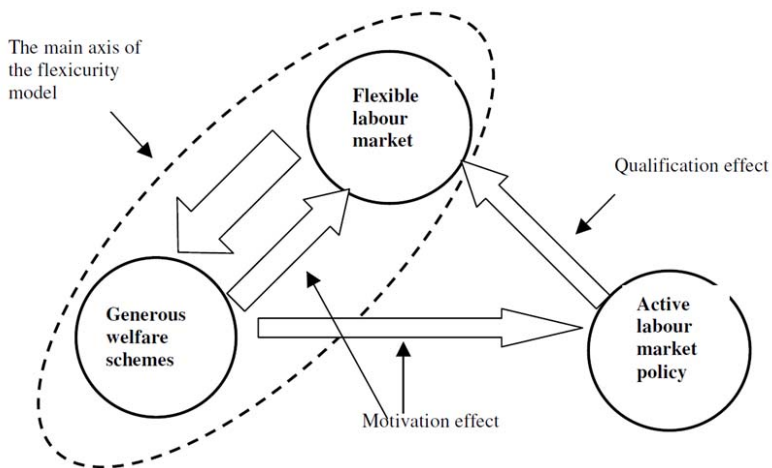 The main axis of
the flexicurity
model
Flexible
labour
market
Qualification effect
Generous
welfare
schemes
Active
labour
market
policy
Motivation effect